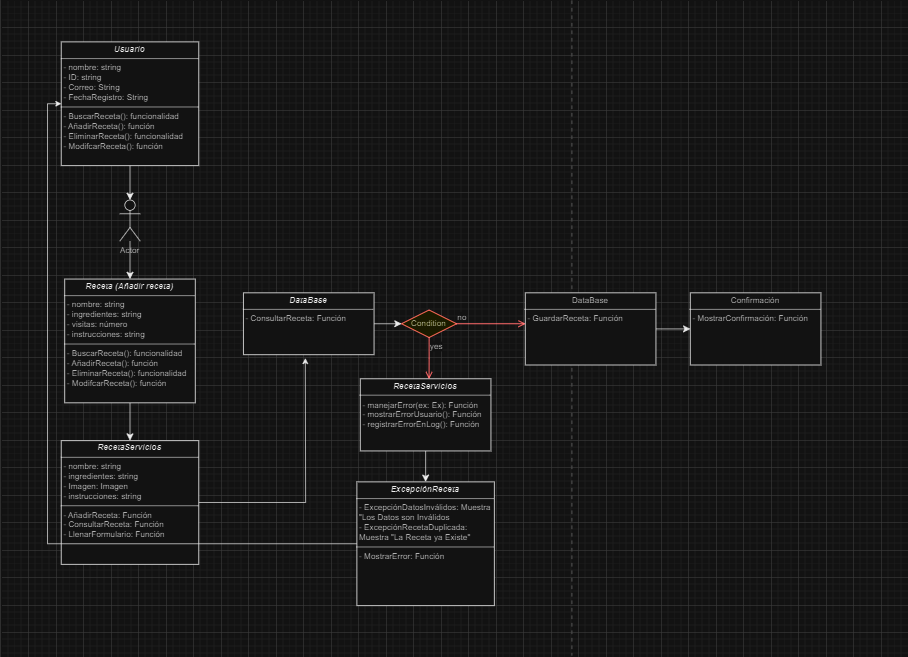 Usuario
- nombre: string
- ID: string
- Correo: String
- FechaRegistro: String
- BuscarReceta(): funcionalidad
- AñadirReceta(): función
- EliminarReceta(): funcionalidad
- ModifcarReceta(): función
Actor
Receta (Añadir receta)
- nombre: string
- ingredientes: string
- visitas: número
- instrucciones: string
- BuscarReceta(): funcionalidad
- AñadirReceta(): función
- EliminarReceta(): funcionalidad
- ModifcarReceta(): función
RecetaServicios
- nombre: string
- ingredientes: string
- Imagen: Imagen
- instrucciones: string
- AñadirReceta: Función
- ConsultarReceta: Función
- LlenarFormulario: Función
DataBase
- ConsultarReceta: Función
Condition
no
yes
DataBase
- GuardarReceta: Función
Confirmación
- MostrarConfirmación: Función
RecetaServicios
- manejarError(ex: Ex): Función
- mostrarErrorUsuario(): Función
- registrarErrorEnLog(): Función
ExcepciónReceta
- ExcepciónDatosInválidos: Muestra
"Los Datos son Inválidos
- ExcepciónRecetaDuplicada:
Muestra "La Receta ya Existe"
- MostrarError: Función